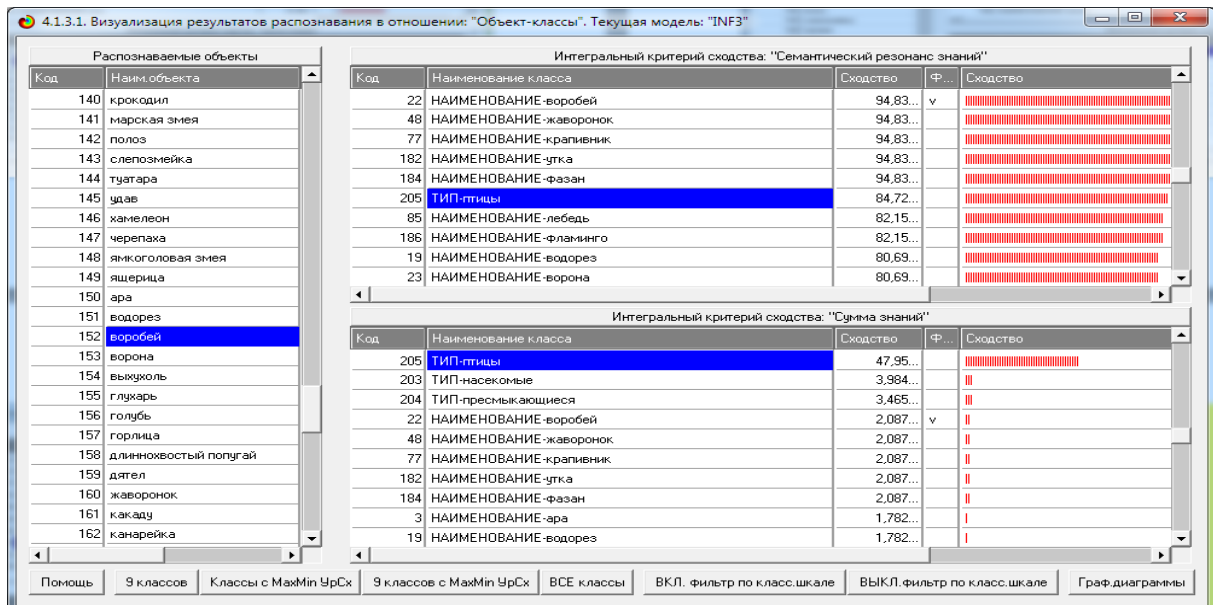 4.1.3.1. Визуализация результатов распознавания в отношении: "Объект-классы". Текущая модель: "INF3"
Распознаваемые объекты
Код Наим.объекта
140 крокодил
141 марская змея
142 полоз
143 слепозмейка
144 туатара
145 удав
146 хамелеон
147 черепаха
148 ямкоголовая змея
149 ящерица
150 ара
151 водорез
152 воробей
153 ворона
154 выхухоль
155 глухарь
156 голубь
157 горлица
158 длиннохвостый попугай
159 дятел
160 жаворонок
161 какаду
162 канарейка
Интегральный критерий сходства: "Семантический резонанс знаний"
Код Наименование класса Сходство Ф... Сходство
22 НАИМЕНОВАНИЕ-воробей 94,83... v
48 НАИМЕНОВАНИЕ-жаворонок 94,83...
77 НАИМЕНОВАНИЕ-крапивник 94,83...
182 НАИМЕНОВАНИЕ-утка 94,83...
184 НАИМЕНОВАНИЕ-фазан 94,83...
205 ТИП-птицы 84,72...
85 НАИМЕНОВАНИЕ-лебедь 82,15...
186 НАИМЕНОВАНИЕ-фламинго 82,15...
19 НАИМЕНОВАНИЕ-водорез 80,69...
23 НАИМЕНОВАНИЕ-ворона 80,69...
Интегральный критерий сходства: "Сумма знаний"
Код Наименование класса Сходство Ф... Сходство
205 ТИП-птицы 47,95...
203 ТИП-насекомые 3,984...
204 ТИП-пресмыкающиеся 3,465...
22 НАИМЕНОВАНИЕ-воробей 2,087... v
48 НАИМЕНОВАНИЕ-жаворонок 2,087...
77 НАИМЕНОВАНИЕ-крапивник 2,087...
182 НАИМЕНОВАНИЕ-утка 2,087...
184 НАИМЕНОВАНИЕ-фазан 2,087...
3 НАИМЕНОВАНИЕ-ара 1,782...
19 НАИМЕНОВАНИЕ-водорез 1,782...
Помощь 9 классов Классы с MaxMin УрСх 9 классов с MaxMin УрСх ВСЕ классы ВКЛ. фильтр по класс.шкале ВЫКЛ.фильтр по класс.шкале Граф.диаграммы